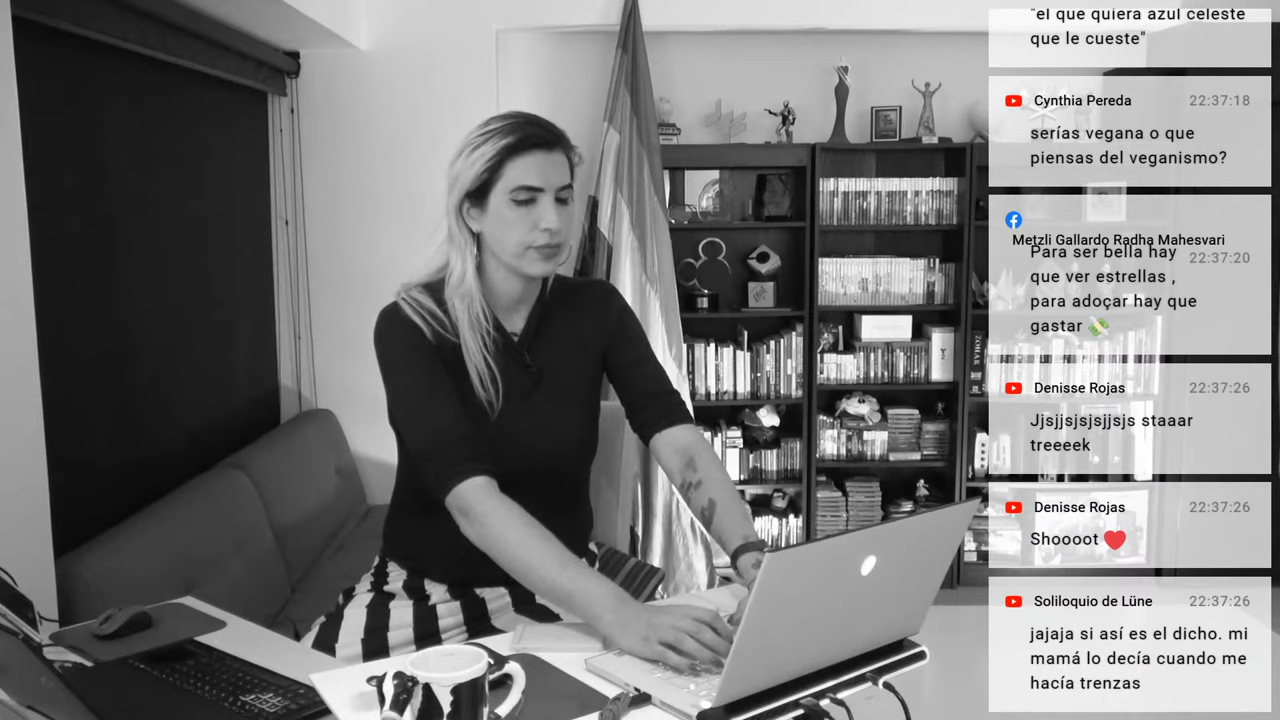 "el que quiera azul celeste
que le cueste"
Cynthia Pereda 22:37:18
serías vegana o que
piensas del veganismo?
Metzli Gallardo Radha Mahesvari
22:37:20
Para ser bella hay
que ver estrellas ,
para adoçar hay que
gastar 💸
Denisse Rojas 22:37:26
Jjsjjsjsjsjjsjs staaar
treeeek
Denisse Rojas 22:37:26
Shoooot ❤️
Soliloquio de Lüne 22:37:26
jajaja si así es el dicho. mi
mamá lo decía cuando me
hacía trenzas
ZOHAR